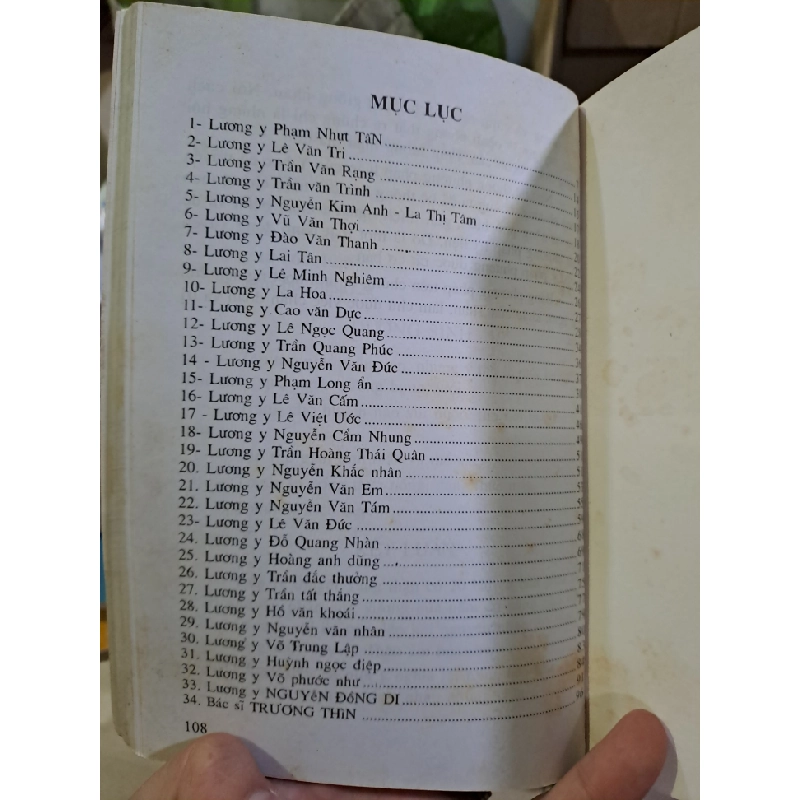 MỤC LỤC
1- Lương y Phạm Nhựt TâN
2- Lương y Lê Văn Trì
3- Lương y Trần Văn Rạng
4- Lương y Trần văn Trình
5- Lương y Nguyễn Kim Anh - La Thị Tâm
6- Lương y Vũ Văn Thợi
7- Lương y Đào Văn Thanh
8- Lương y Lai Tân
9- Lương y Lê Minh Nghiêm
10- Lương y La Hoa
11- Lương y Cao văn Dực
12- Lương y Lê Ngọc Quang
13- Lương y Trần Quang Phúc
14 - Lương y Nguyễn Văn Đức
15- Lương y Phạm Long ẩn
16- Lương y Lê Văn Cấm
17 - Lương y Lê Việt Ước
18- Lương y Nguyễn Cẩm Nhung
19- Lương y Trần Hoàng Thái Quàn
20. Lương y Nguyễn Khắc nhân
21. Lương y Nguyễn Văn Em
22. Lương y Nguyễn Văn Tám
23- Lương y Lê Văn Đức
24. Lương y Đỗ Quang Nhàn
25. Lương y Hoàng anh dũng
26. Lương y Trần đắc thưởng
27. Lương y Trần tất thắng
28. Lương y Hồ văn khoái
29. Lương y Nguyễn văn nhân
30. Lương y Võ Trung Lập
31. Lương y Huỳnh ngọc điệp
32. Lương y Võ phước như
33. Lương y NGUYỄN ĐồNG DI
34. Bác sĩ TRƯƠNG THìN
108